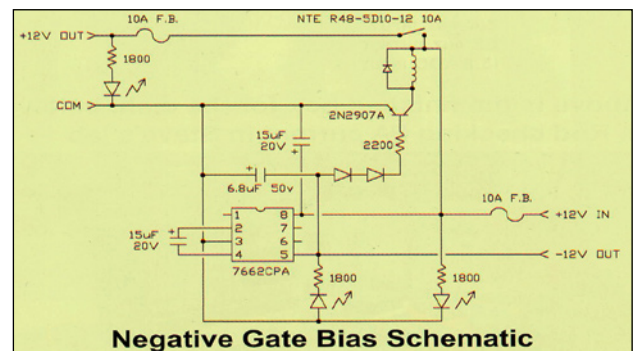 10A F.B.
NTE R48-5D10-12 10A
+12V OUT
1800
COM
2N2907A
15uF
20V
2200
6.8uF 50v
10A F.B.
+12V IN
1 8
2 7
3 6
4 5
15uF
20V
7662CPA
-12V OUT
1800
1800
Negative Gate Bias Schematic